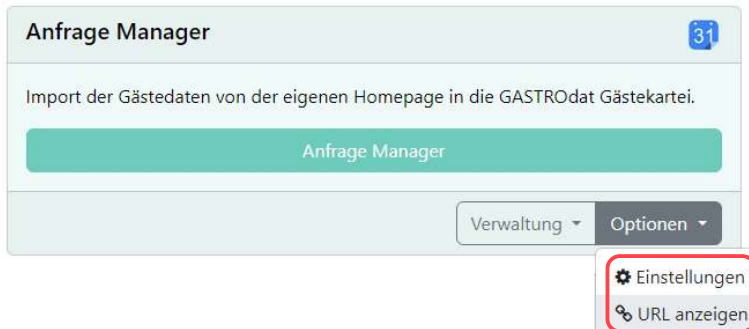 Anfrage Manager
31
Import der Gästedaten von der eigenen Homepage in die GASTROdat Gästekartei.
Anfrage Manager
Verwaltung Optionen
Einstellungen
URL anzeigen